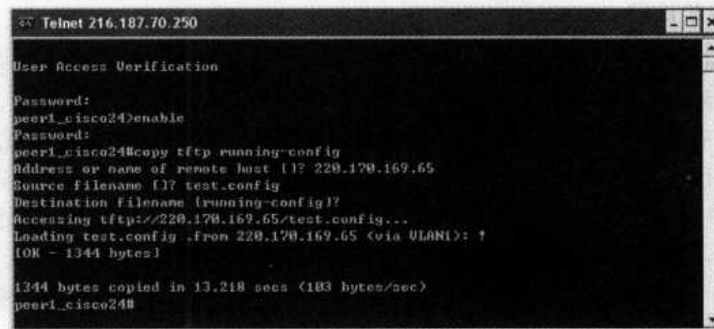 Telnet 216.187.70.250
User Access Verification
Password:
peer1_cisco24>enable
Password:
peer1_cisco24#copy tftp running-config
Address or name of remote host []? 220.170.169.65
Source filename []? test.config
Destination filename [running-config]?
Accessing tftp://220.170.169.65/test.config...
Loading test.config .from 220.170.169.65 (via VLAN1): !
[OK - 1344 bytes]
1344 bytes copied in 13.218 secs (103 bytes/sec)
peer1_cisco24#